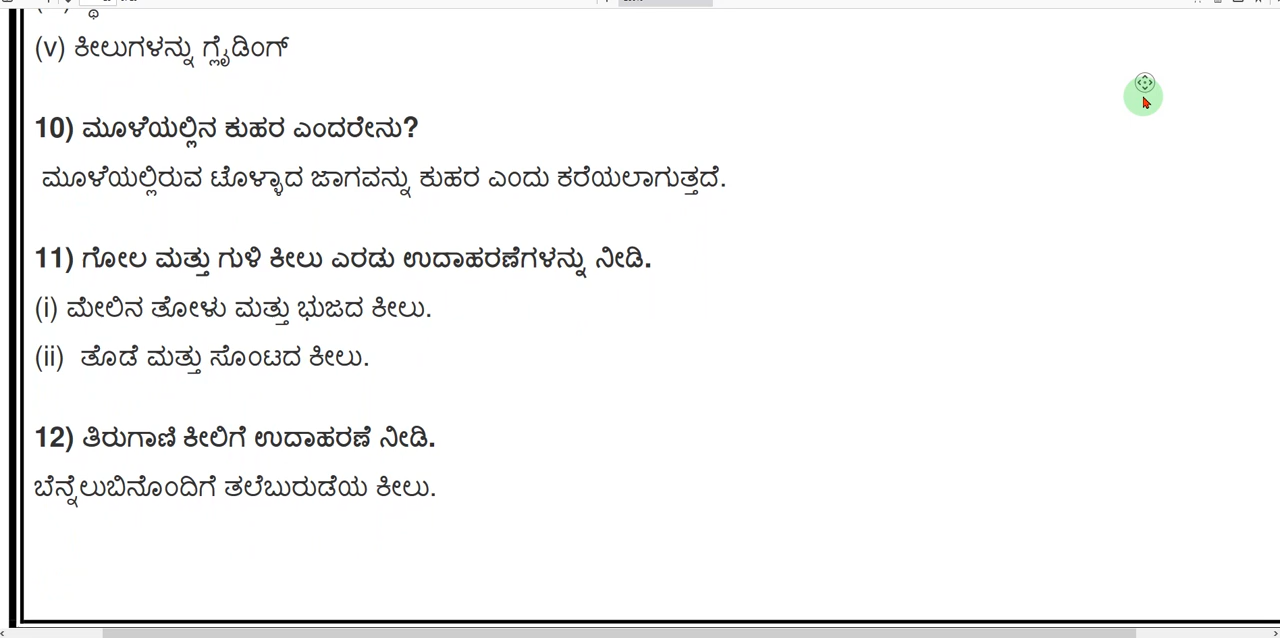 (v) ಕೀಲುಗಳನ್ನು ಗ್ಲೈಡಿಂಗ್
10) ಮೂಳೆಯಲ್ಲಿನ ಕುಹರ ಎಂದರೇನು?
ಮೂಳೆಯಲ್ಲಿರುವ ಟೊಳ್ಳಾದ ಜಾಗವನ್ನು ಕುಹರ ಎಂದು ಕರೆಯಲಾಗುತ್ತದೆ.
11) ಗೋಲ ಮತ್ತು ಗುಳಿ ಕೀಲು ಎರಡು ಉದಾಹರಣೆಗಳನ್ನು ನೀಡಿ.
(i) ಮೇಲಿನ ತೋಳು ಮತ್ತು ಭುಜದ ಕೀಲು.
(ii) ತೊಡೆ ಮತ್ತು ಸೊಂಟದ ಕೀಲು.
12) ತಿರುಗಾಣಿ ಕೀಲಿಗೆ ಉದಾಹರಣೆ ನೀಡಿ.
ಬೆನ್ನೆಲುಬಿನೊಂದಿಗೆ ತಲೆಬುರುಡೆಯ ಕೀಲು.